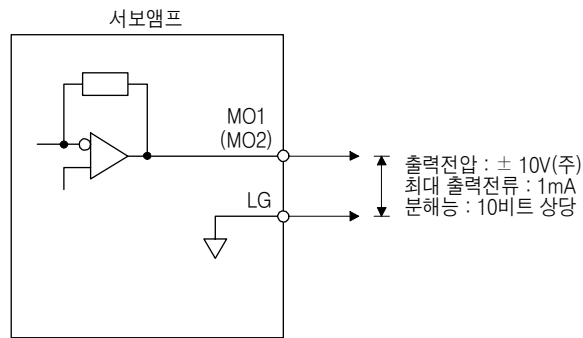 서보앰프
MO1
(MO2)
LG
출력전압 : ± 10V(주)
최대 출력전류 : 1mA
분해능 : 10비트 상당